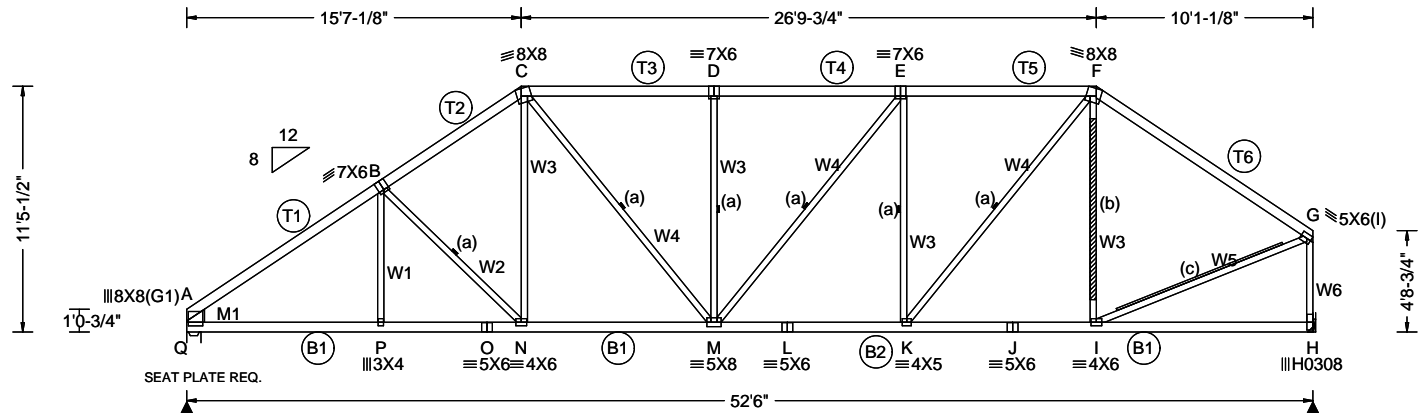 15'7-1/8" 26'9-3/4" 10'1-1/8"
≡8X8 ≡7X6 ≡7X6 ≡8X8
C T3 D T4 E T5 F
T2
12
8
≡7X6 B
W3 W3 W4 W4 T6
11'5-1/2"
T1 (a) (a) (a) (a) (a) (b)
G ≡5X6(I)
(a) W4 W3 W3
W1 W2 (c) W5
|||8X8(G1) A W6 4'8-3/4"
1'0-3/4" M1
B1 B1 B2 B1
Q P O N M L K J I H
|||3X4 ≡5X6 ≡4X6 ≡5X8 ≡5X6 ≡4X5 ≡5X6 ≡4X6 |||H0308
SEAT PLATE REQ.
52'6"